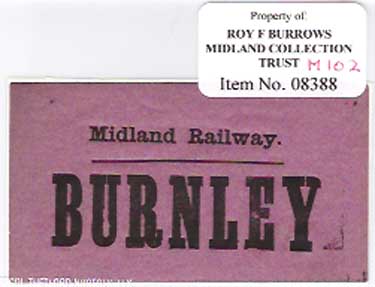 Property of:
ROY F BURROWS
MIDLAND COLLECTION
TRUST M102
Item No. 08388
Midland Railway.
BURNLEY